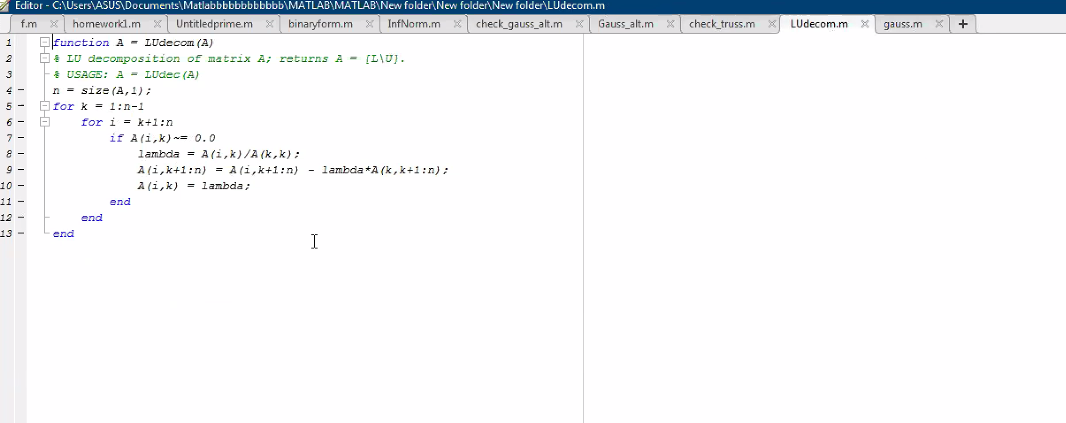 Editor - C:\Users\ASUS\Documents\Matlabbbbbbbbbbbb\MATLAB\MATLAB\New folder\New folder\New folder\LUdecom.m
f.m homework1.m Untitledprime.m binaryform.m InfNorm.m check_gauss_alt.m Gauss_alt.m check_truss.m LUdecom.m gauss.m +
1 function A = LUdecom(A)
2 % LU decomposition of matrix A; returns A = [L\U].
3 % USAGE: A = LUdec(A)
4 - n = size(A,1);
5 - for k = 1:n-1
6 - for i = k+1:n
7 - if A(i,k)~= 0.0
8 - lambda = A(i,k)/A(k,k);
9 - A(i,k+1:n) = A(i,k+1:n) - lambda*A(k,k+1:n);
10 - A(i,k) = lambda;
11 - end
12 - end
13 - end